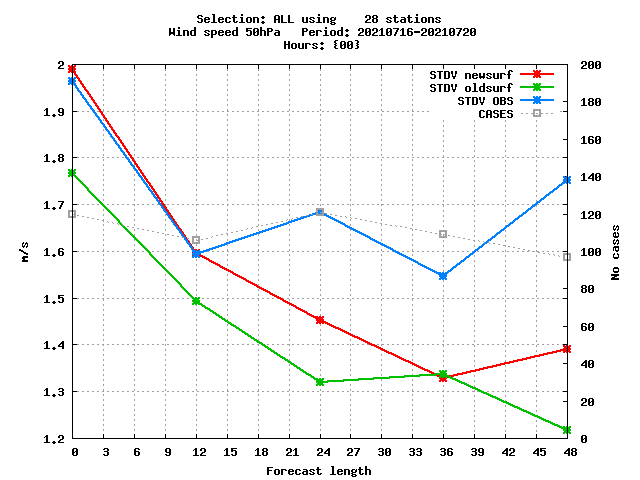 Selection: ALL using    28 stations
Wind speed 50hPa   Period: 20210716-20210720
Hours: {00}
STDV newsurf
STDV oldsurf
STDV OBS
CASES
2
1.9
1.8
1.7
1.6
1.5
1.4
1.3
1.2
m/s
200
180
160
140
120
100
80
60
40
20
0
No cases
0 3 6 9 12 15 18 21 24 27 30 33 36 39 42 45 48
Forecast length